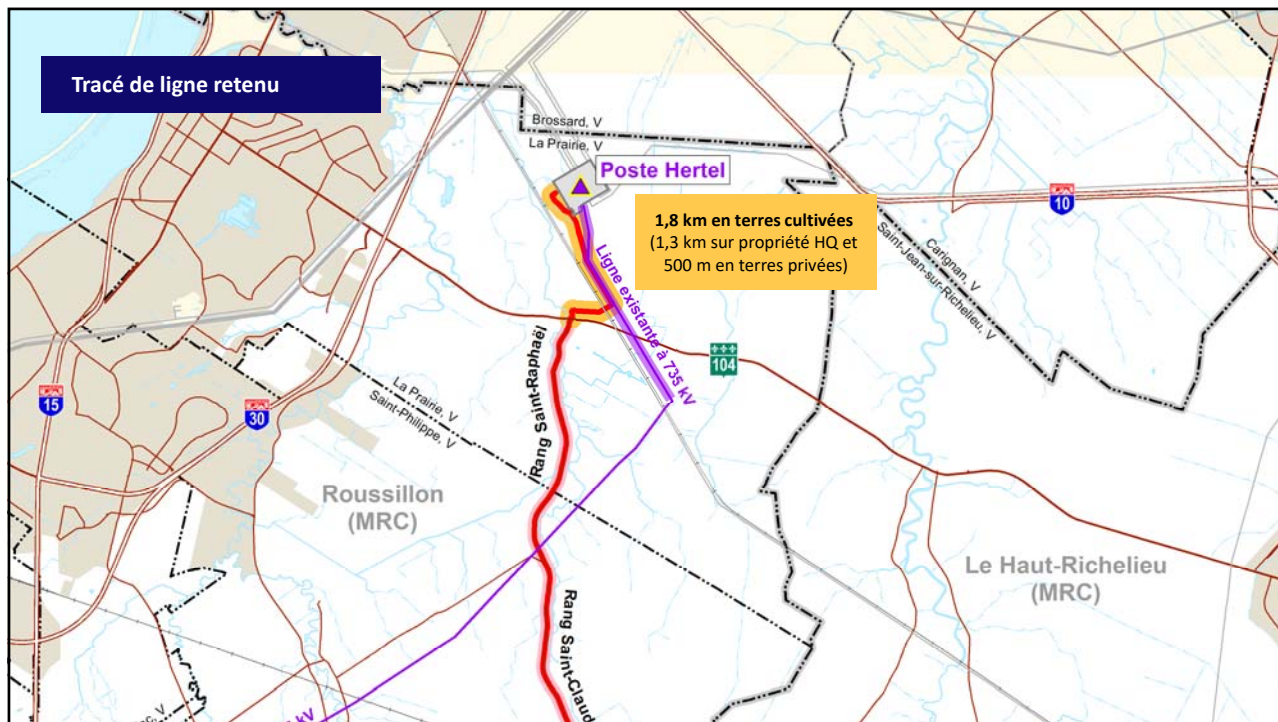 Tracé de ligne retenu
Brossard, V
La Prairie, V
Poste Hertel
1,8 km en terres cultivées
(1,3 km sur propriété HQ et
500 m en terres privées)
10
Carignan, V
Saint-Jean-sur-Richelieu, V
Ligne existante à 735 kV
Rang Saint-Raphaël
104
La Prairie, V
Saint-Philippe, V
15
30
Roussillon
(MRC)
Le Haut-Richelieu
(MRC)
Rang Saint-Claud
c, V
kV